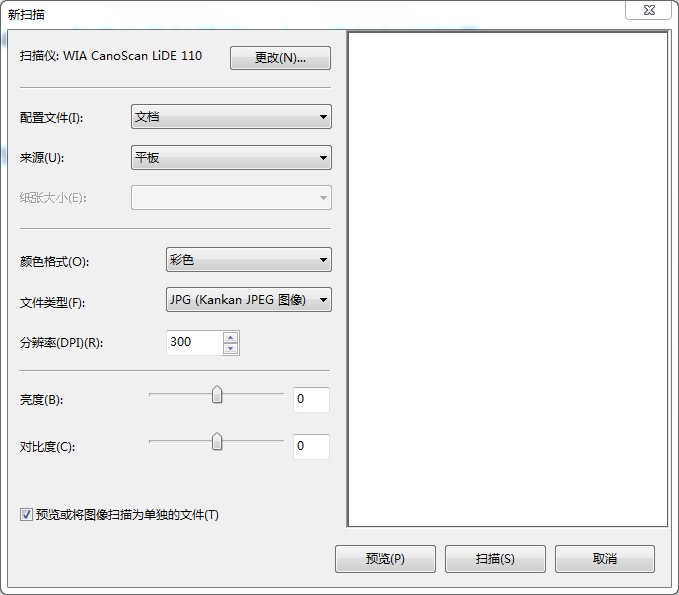 新扫描
扫描仪: WIA CanoScan LiDE 110
更改(N)...
配置文件(I):
文档
来源(U):
平板
纸张大小(E):
颜色格式(O):
彩色
文件类型(F):
JPG (Kankan JPEG 图像)
分辨率(DPI)(R):
300
亮度(B):
0
对比度(C):
0
预览或将图像扫描为单独的文件(T)
预览(P)
扫描(S)
取消